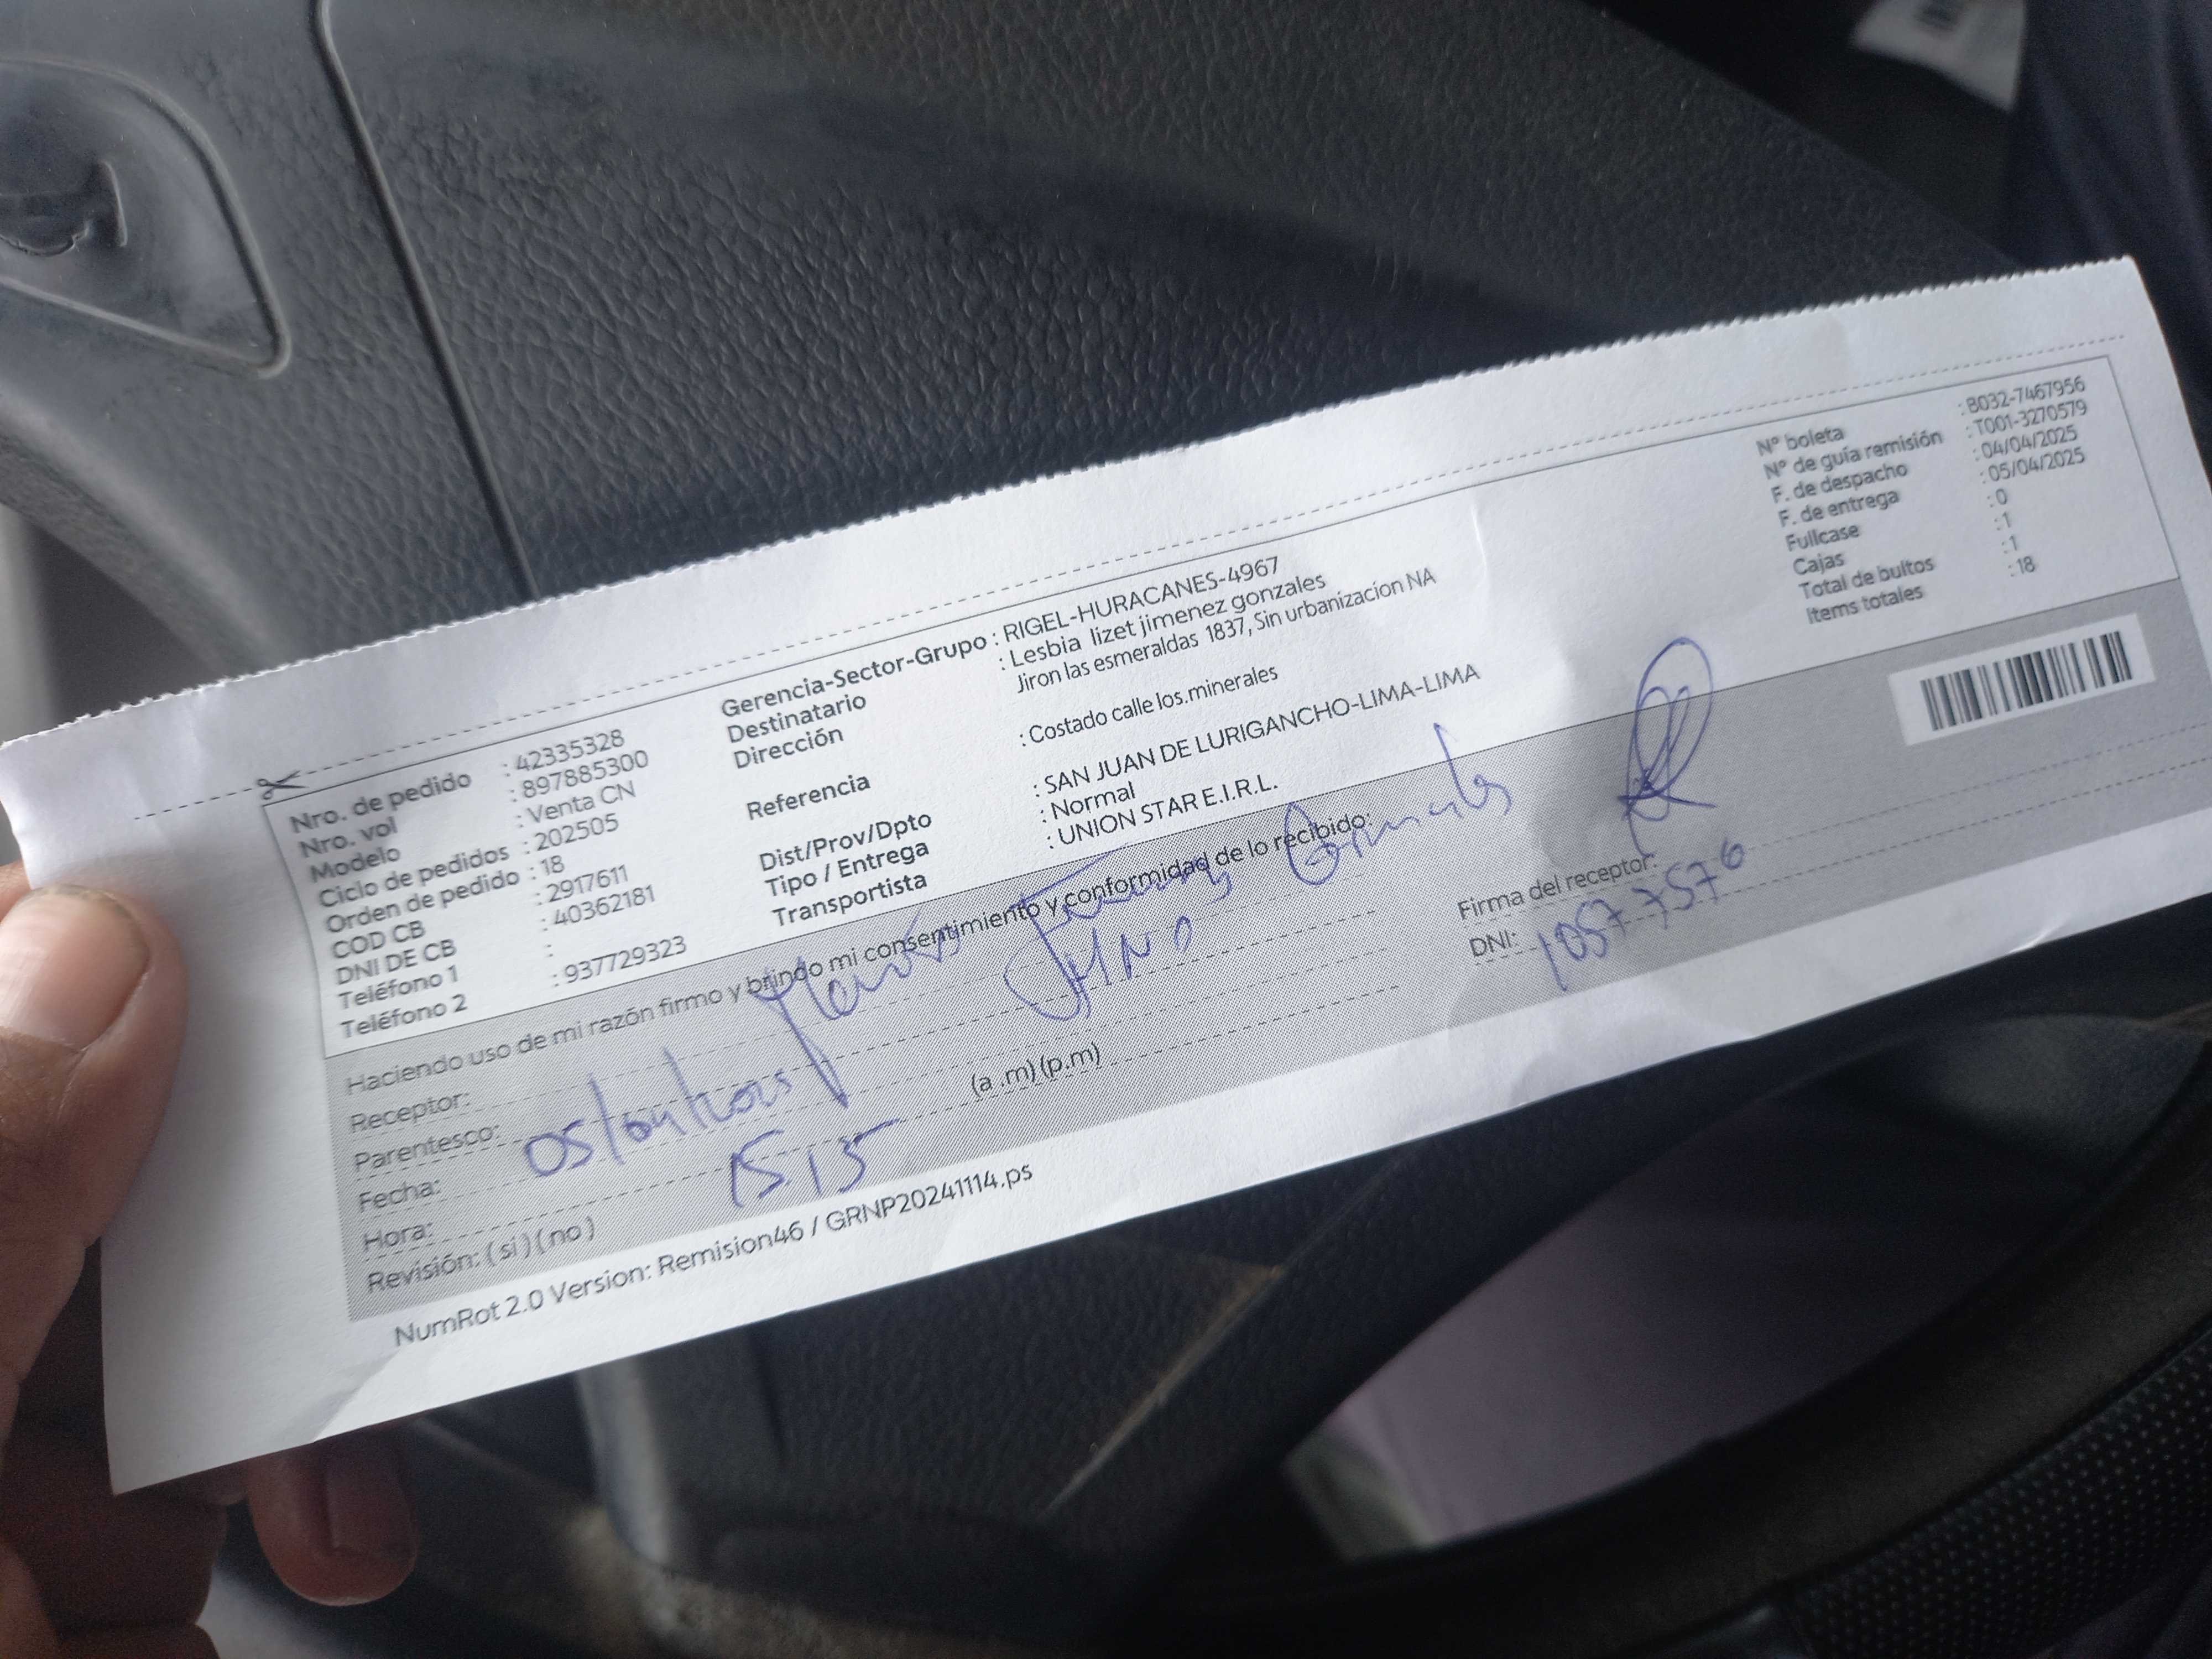 Nro. de pedido : 42335328
Nro. vol : 897885300
Modelo : Venta CN
Ciclo de pedidos : 202505
Orden de pedido : 18
COD CB : 2917611
DNI DE CB : 40362181
Teléfono 1 :
Teléfono 2 : 937729323
Gerencia-Sector-Grupo : RIGEL-HURACANES-4967
Destinatario : Lesbia lizet jimenez gonzales
Dirección Jiron las esmeraldas 1837, Sin urbanizacion NA
Referencia : Costado calle los.minerales
Dist/Prov/Dpto : SAN JUAN DE LURIGANCHO-LIMA-LIMA
Tipo / Entrega : Normal
Transportista : UNION STAR E.I.R.L.
N° boleta : B032-7467956
N° de guía remisión : T001-3270579
F. de despacho : 04/04/2025
F. de entrega : 05/04/2025
Fullcase : 0
Cajas : 1
Total de bultos : 1
Items totales : 18
Haciendo uso de mi razón firmo y brindo mi consentimiento y conformidad de lo recibido:
Receptor:
Parentesco:
Fecha:
Hora: 15 15 (a .m) (p.m)
Revisión: ( si ) ( no )
Firma del receptor:
DNI: 10577576
NumRot 2.0 Version: Remision46 / GRNP20241114.ps